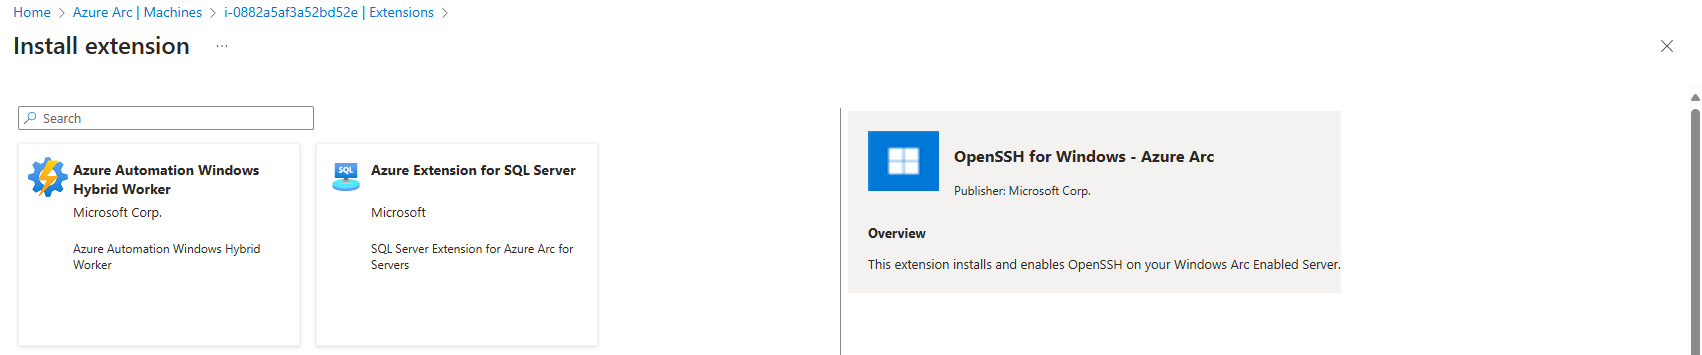 Home > Azure Arc | Machines > i-0882a5af3a52bd52e | Extensions >
Install extension ...
Search
Azure Automation Windows
Hybrid Worker
Microsoft Corp.
Azure Automation Windows Hybrid
Worker
Azure Extension for SQL Server
SQL
Microsoft
SQL Server Extension for Azure Arc for
Servers
OpenSSH for Windows - Azure Arc
Publisher: Microsoft Corp.
Overview
This extension installs and enables OpenSSH on your Windows Arc Enabled Server.